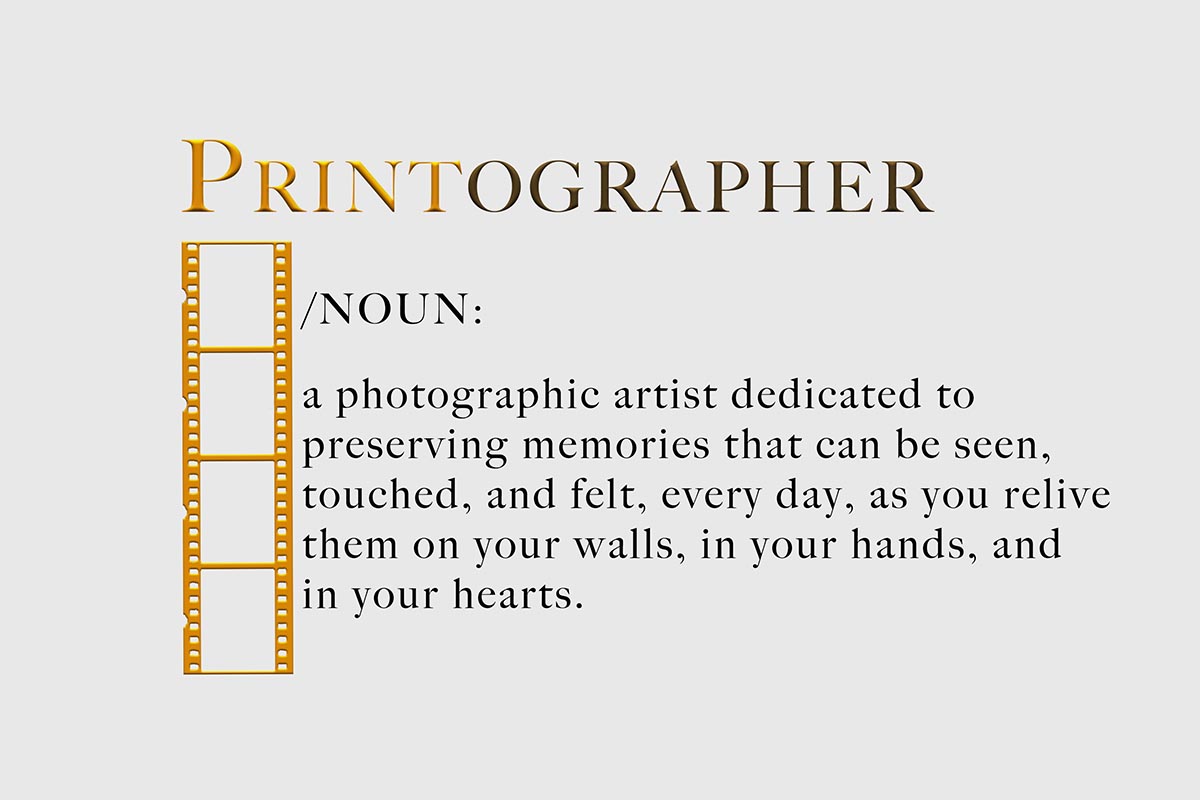 PRINTOGRAPHER
/NOUN:
a photographic artist dedicated to
preserving memories that can be seen,
touched, and felt, every day, as you relive
them on your walls, in your hands, and
in your hearts.